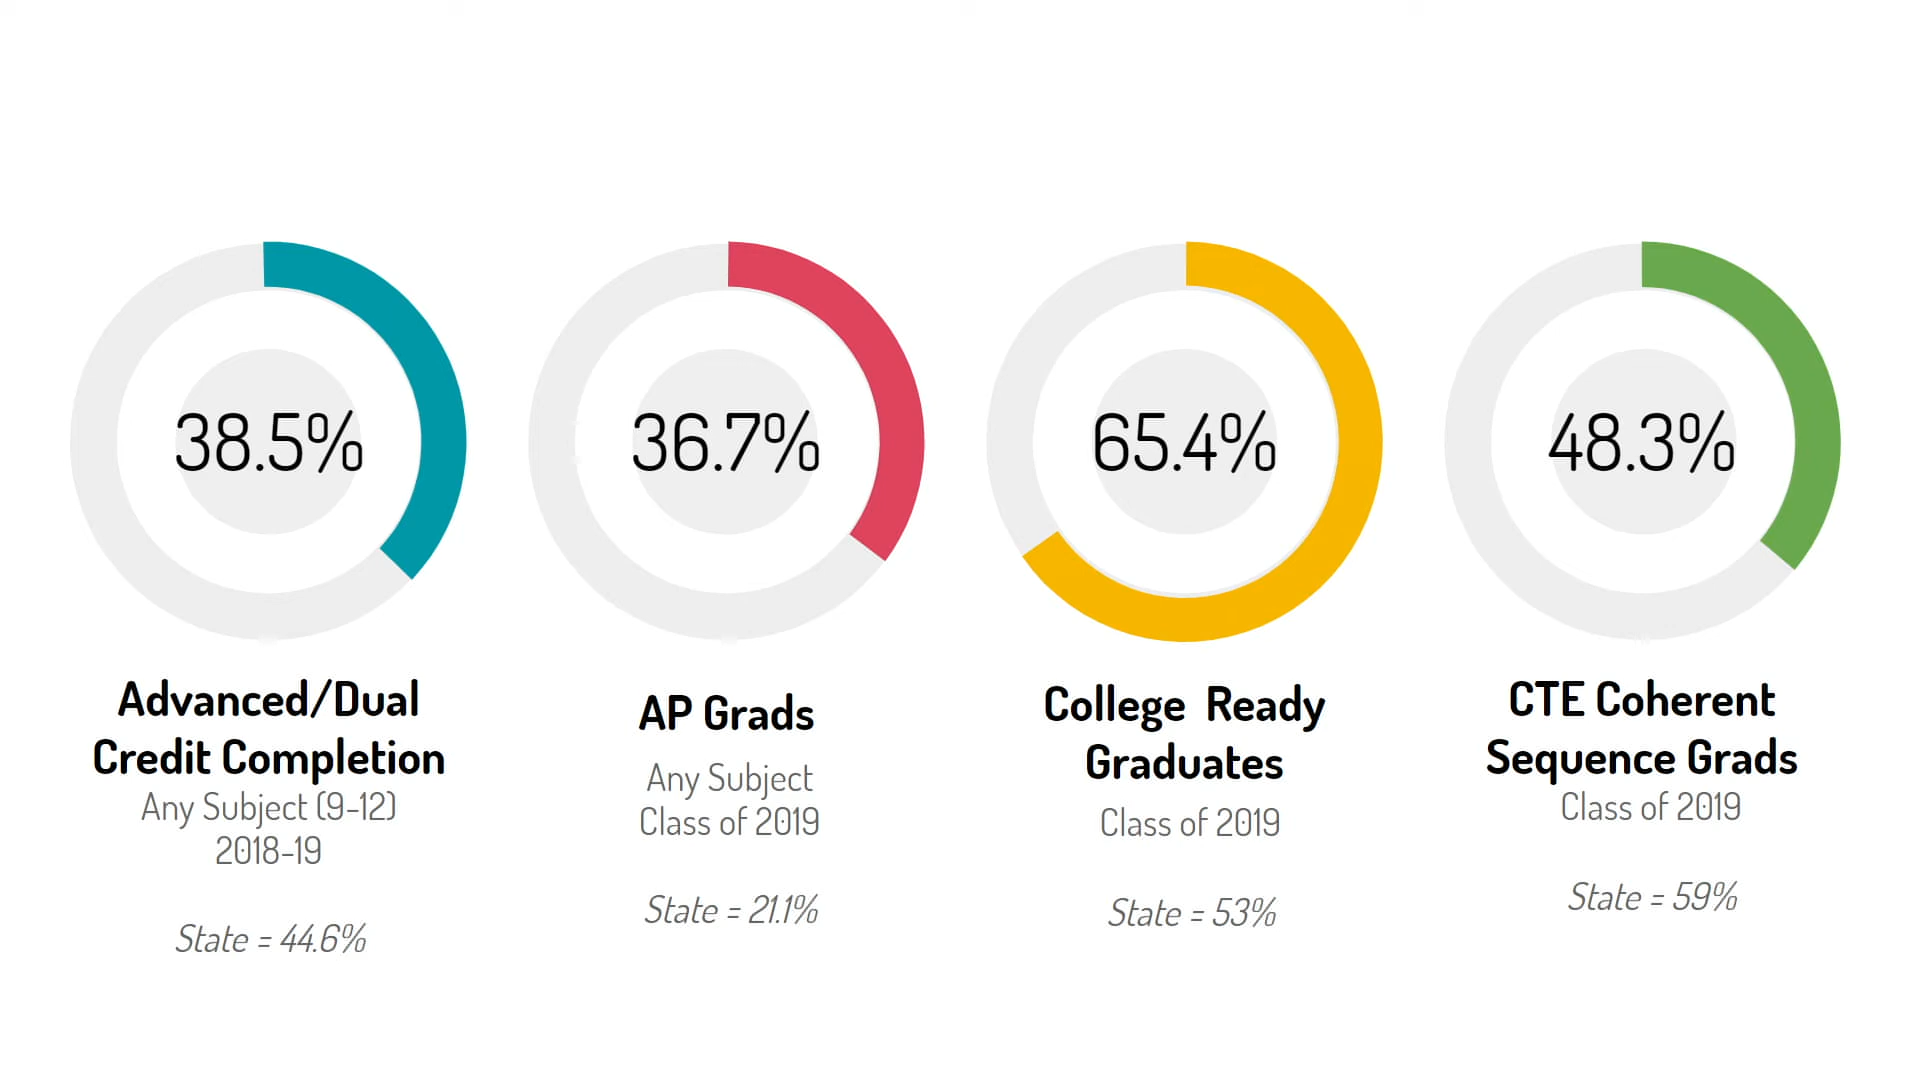 38.5%
Advanced/Dual
Credit Completion
Any Subject (9-12)
2018-19
State = 44.6%
36.7%
AP Grads
Any Subject
Class of 2019
State = 21.1%
65.4%
College  Ready
Graduates
Class of 2019
State = 53%
48.3%
CTE Coherent
Sequence Grads
Class of 2019
State = 59%